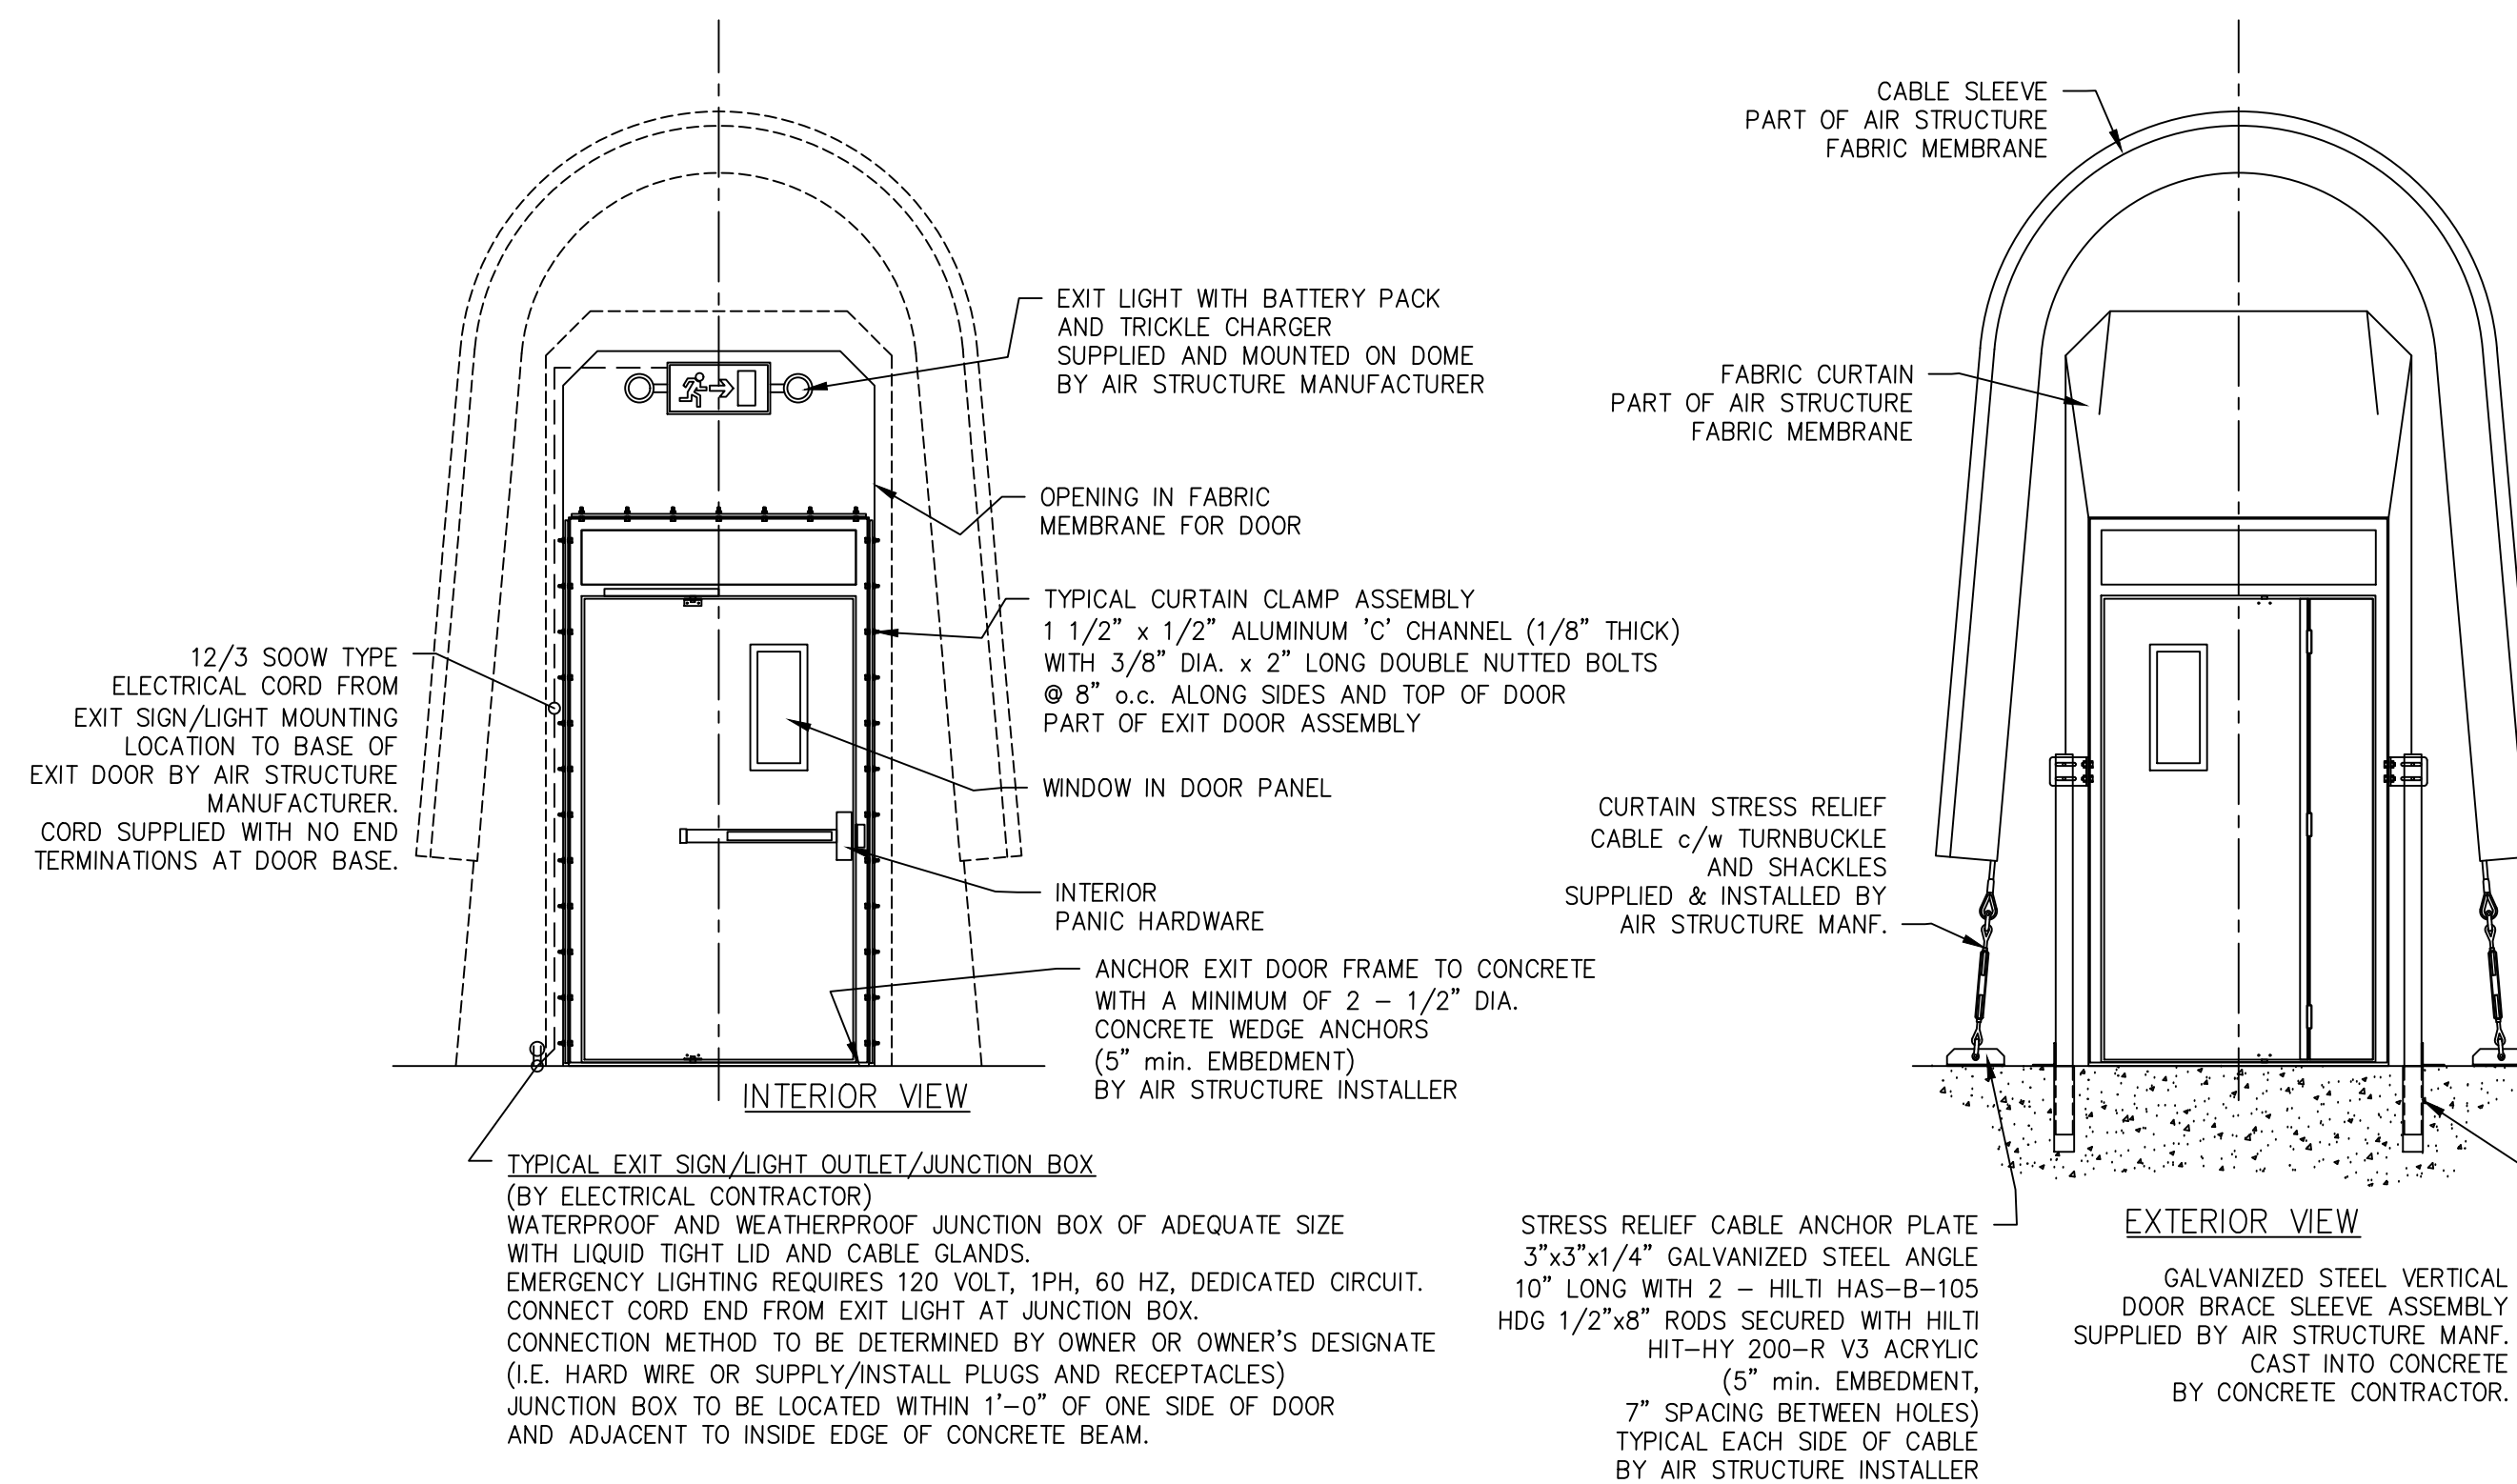 EXIT LIGHT WITH BATTERY PACK
AND TRICKLE CHARGER
SUPPLIED AND MOUNTED ON DOME
BY AIR STRUCTURE MANUFACTURER
OPENING IN FABRIC
MEMBRANE FOR DOOR
TYPICAL CURTAIN CLAMP ASSEMBLY
1 1/2" x 1/2" ALUMINUM 'C' CHANNEL (1/8" THICK)
WITH 3/8" DIA. x 2" LONG DOUBLE NUTTED BOLTS
@ 8" o.c. ALONG SIDES AND TOP OF DOOR
PART OF EXIT DOOR ASSEMBLY
12/3 SOOW TYPE
ELECTRICAL CORD FROM
EXIT SIGN/LIGHT MOUNTING
LOCATION TO BASE OF
EXIT DOOR BY AIR STRUCTURE
MANUFACTURER.
CORD SUPPLIED WITH NO END
TERMINATIONS AT DOOR BASE.
WINDOW IN DOOR PANEL
INTERIOR
PANIC HARDWARE
ANCHOR EXIT DOOR FRAME TO CONCRETE
WITH A MINIMUM OF 2 - 1/2" DIA.
CONCRETE WEDGE ANCHORS
(5" min. EMBEDMENT)
BY AIR STRUCTURE INSTALLER
INTERIOR VIEW
TYPICAL EXIT SIGN/LIGHT OUTLET/JUNCTION BOX
(BY ELECTRICAL CONTRACTOR)
WATERPROOF AND WEATHERPROOF JUNCTION BOX OF ADEQUATE SIZE
WITH LIQUID TIGHT LID AND CABLE GLANDS.
EMERGENCY LIGHTING REQUIRES 120 VOLT, 1PH, 60 HZ, DEDICATED CIRCUIT.
CONNECT CORD END FROM EXIT LIGHT AT JUNCTION BOX.
CONNECTION METHOD TO BE DETERMINED BY OWNER OR OWNER'S DESIGNATE
(I.E. HARD WIRE OR SUPPLY/INSTALL PLUGS AND RECEPTACLES)
JUNCTION BOX TO BE LOCATED WITHIN 1'-0" OF ONE SIDE OF DOOR
AND ADJACENT TO INSIDE EDGE OF CONCRETE BEAM.
CABLE SLEEVE
PART OF AIR STRUCTURE
FABRIC MEMBRANE
FABRIC CURTAIN
PART OF AIR STRUCTURE
FABRIC MEMBRANE
CURTAIN STRESS RELIEF
CABLE c/w TURNBUCKLE
AND SHACKLES
SUPPLIED & INSTALLED BY
AIR STRUCTURE MANF.
STRESS RELIEF CABLE ANCHOR PLATE
3"x3"x1/4" GALVANIZED STEEL ANGLE
10" LONG WITH 2 - HILTI HAS-B-105
HDG 1/2"x8" RODS SECURED WITH HILTI
HIT-HY 200-R V3 ACRYLIC
(5" min. EMBEDMENT,
7" SPACING BETWEEN HOLES)
TYPICAL EACH SIDE OF CABLE
BY AIR STRUCTURE INSTALLER
EXTERIOR VIEW
GALVANIZED STEEL VERTICAL
DOOR BRACE SLEEVE ASSEMBLY
SUPPLIED BY AIR STRUCTURE MANF.
CAST INTO CONCRETE
BY CONCRETE CONTRACTOR.